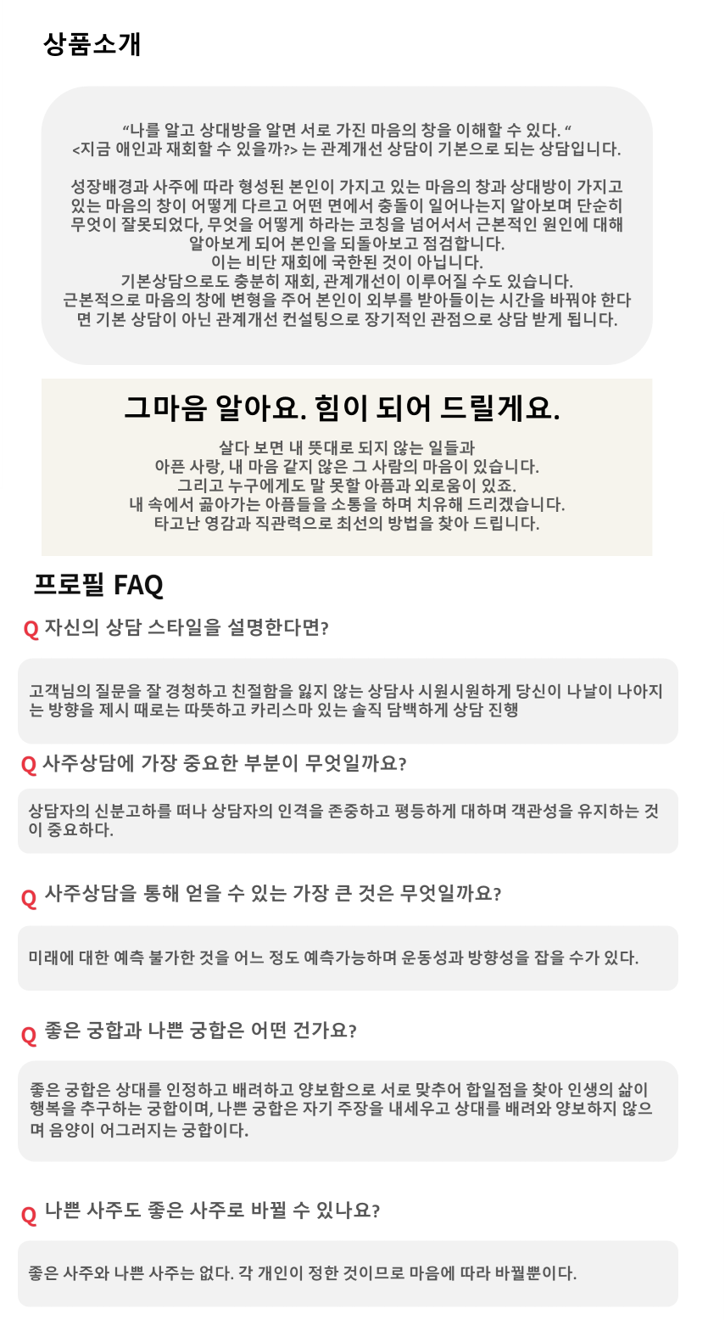 상품소개
“나를 알고 상대방을 알면 서로 가진 마음의 창을 이해할 수 있다. “
<지금 애인과 재회할 수 있을까?> 는 관계개선 상담이 기본으로 되는 상담입니다.
성장배경과 사주에 따라 형성된 본인이 가지고 있는 마음의 창과 상대방이 가지고
있는 마음의 창이 어떻게 다르고 어떤 면에서 충돌이 일어나는지 알아보며 단순히
무엇이 잘못되었다, 무엇을 어떻게 하라는 코칭을 넘어서서 근본적인 원인에 대해
알아보게 되어 본인을 되돌아보고 점검합니다.
이는 비단 재회에 국한된 것이 아닙니다.
기본상담으로도 충분히 재회, 관계개선이 이루어질 수도 있습니다.
근본적으로 마음의 창에 변형을 주어 본인이 외부를 받아들이는 시간을 바꿔야 한다
면 기본 상담이 아닌 관계개선 컨설팅으로 장기적인 관점으로 상담 받게 됩니다.
그마음 알아요. 힘이 되어 드릴게요.
살다 보면 내 뜻대로 되지 않는 일들과
아픈 사랑, 내 마음 같지 않은 그 사람의 마음이 있습니다.
그리고 누구에게도 말 못할 아픔과 외로움이 있죠.
내 속에서 곪아가는 아픔들을 소통을 하며 치유해 드리겠습니다.
타고난 영감과 직관력으로 최선의 방법을 찾아 드립니다.
프로필 FAQ
Q 자신의 상담 스타일을 설명한다면?
고객님의 질문을 잘 경청하고 친절함을 잃지 않는 상담사 시원시원하게 당신이 나날이 나아지
는 방향을 제시 때로는 따뜻하고 카리스마 있는 솔직 담백하게 상담 진행
Q 사주상담에 가장 중요한 부분이 무엇일까요?
상담자의 신분고하를 떠나 상담자의 인격을 존중하고 평등하게 대하며 객관성을 유지하는 것
이 중요하다.
Q 사주상담을 통해 얻을 수 있는 가장 큰 것은 무엇일까요?
미래에 대한 예측 불가한 것을 어느 정도 예측가능하며 운동성과 방향성을 잡을 수가 있다.
Q 좋은 궁합과 나쁜 궁합은 어떤 건가요?
좋은 궁합은 상대를 인정하고 배려하고 양보함으로 서로 맞추어 합일점을 찾아 인생의 삶이
행복을 추구하는 궁합이며, 나쁜 궁합은 자기 주장을 내세우고 상대를 배려와 양보하지 않으
며 음양이 어그러지는 궁합이다.
Q 나쁜 사주도 좋은 사주로 바뀔 수 있나요?
좋은 사주와 나쁜 사주는 없다. 각 개인이 정한 것이므로 마음에 따라 바뀔뿐이다.